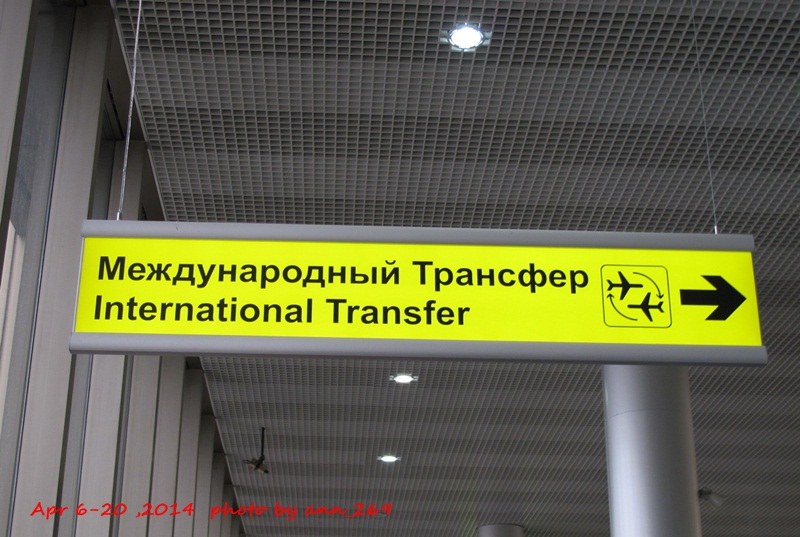 Международный Трансфер
International Transfer
Apr 6-20 ,2014 photo by ann_269